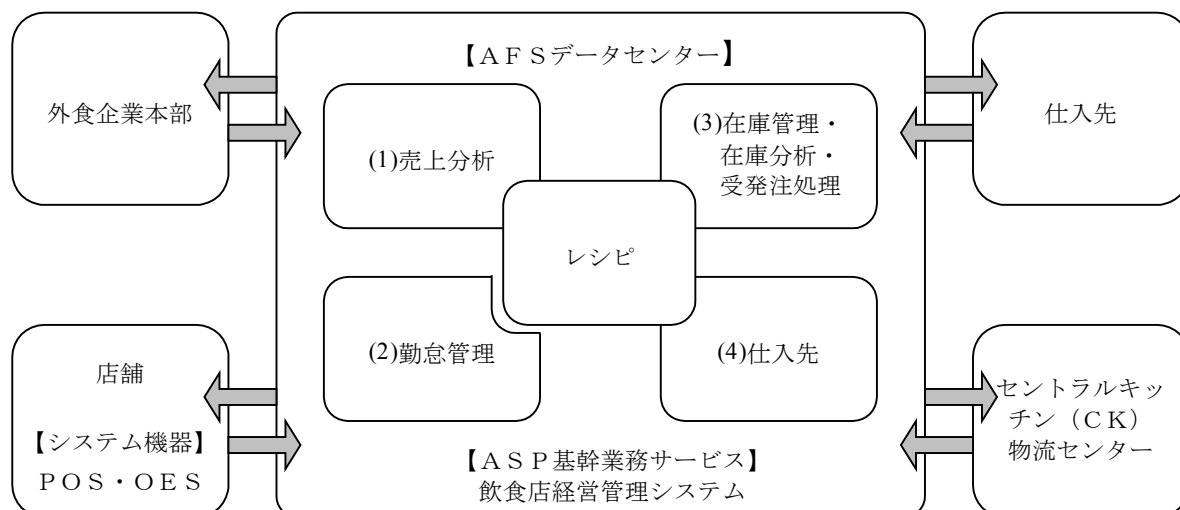 【ＡＦＳデータセンター】
外食企業本部
(1)売上分析
(3)在庫管理・
在庫分析・
受発注処理
仕入先
レシピ
(2)勤怠管理
(4)仕入先
店舗
【システム機器】
ＰＯＳ・ＯＥＳ
【ＡＳＰ基幹業務サービス】
飲食店経営管理システム
セントラルキッ
チン（ＣＫ）
物流センター